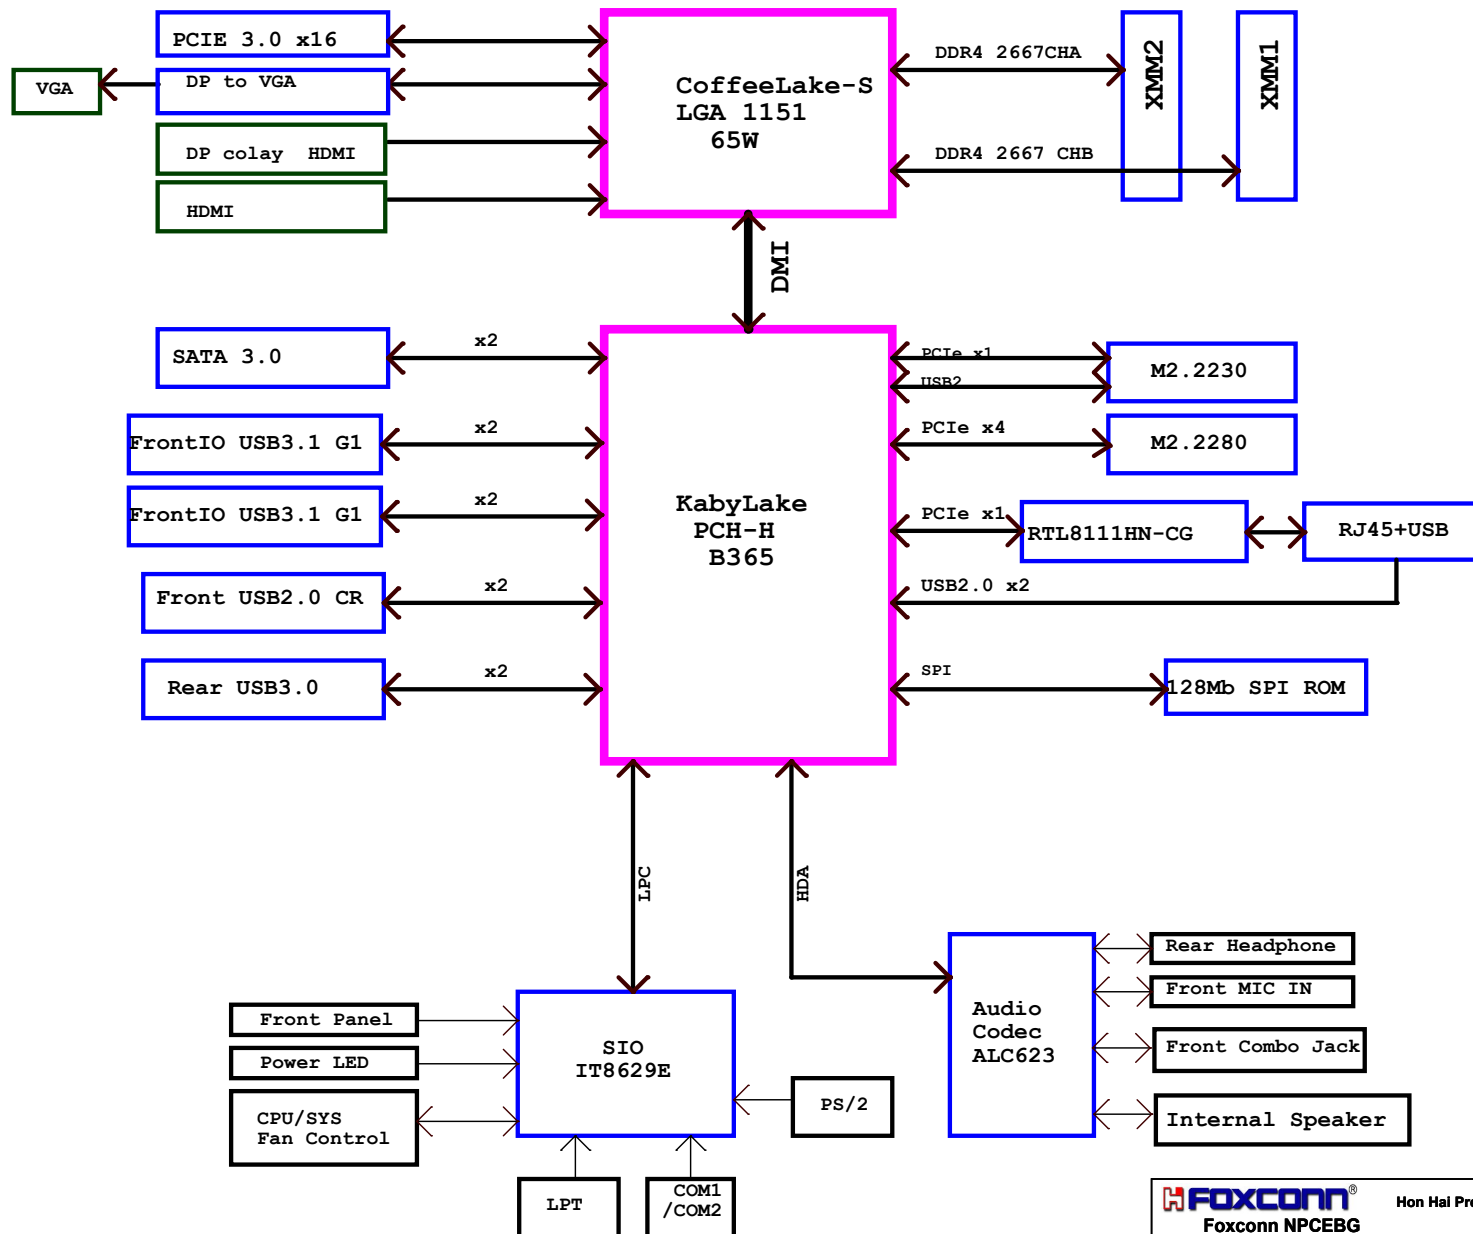 PCIE 3.0 x16
DP to VGA
VGA
DP colay HDMI
HDMI
CoffeeLake-S
LGA 1151
65W
DDR4 2667CHA
DDR4 2667 CHB
XMM2
XMM1
DMI
SATA 3.0
x2
FrontIO USB3.1 G1
x2
FrontIO USB3.1 G1
x2
Front USB2.0 CR
x2
Rear USB3.0
x2
KabyLake
PCH-H
B365
PCIe x1
USB2
M2.2230
PCIe x4
M2.2280
PCIe x1
RTL8111HN-CG
RJ45+USB
USB2.0 x2
SPI
128Mb SPI ROM
LPC
HDA
Front Panel
Power LED
CPU/SYS
Fan Control
SIO
IT8629E
PS/2
LPT
COM1
/COM2
Audio
Codec
ALC623
Rear Headphone
Front MIC IN
Front Combo Jack
Internal Speaker
FOXCONN®
Hon Hai Pre
Foxconn NPCEBG